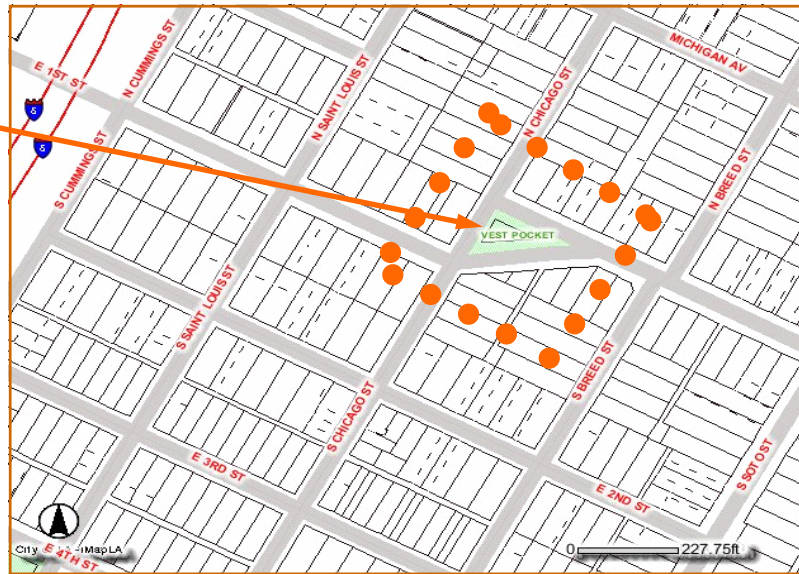 MICHIGAN AV
E 1ST ST
N CUMMINGS ST
N SAINT LOUIS ST
N CHICAGO ST
5
5
S CUMMINGS ST
N BREED ST
VEST POCKET
S SAINT LOUIS ST
S BREED ST
S CHICAGO ST
S SOTO ST
E 3RD ST
E 2ND ST
City
iMapLA
E 4TH ST
0 227.75ft